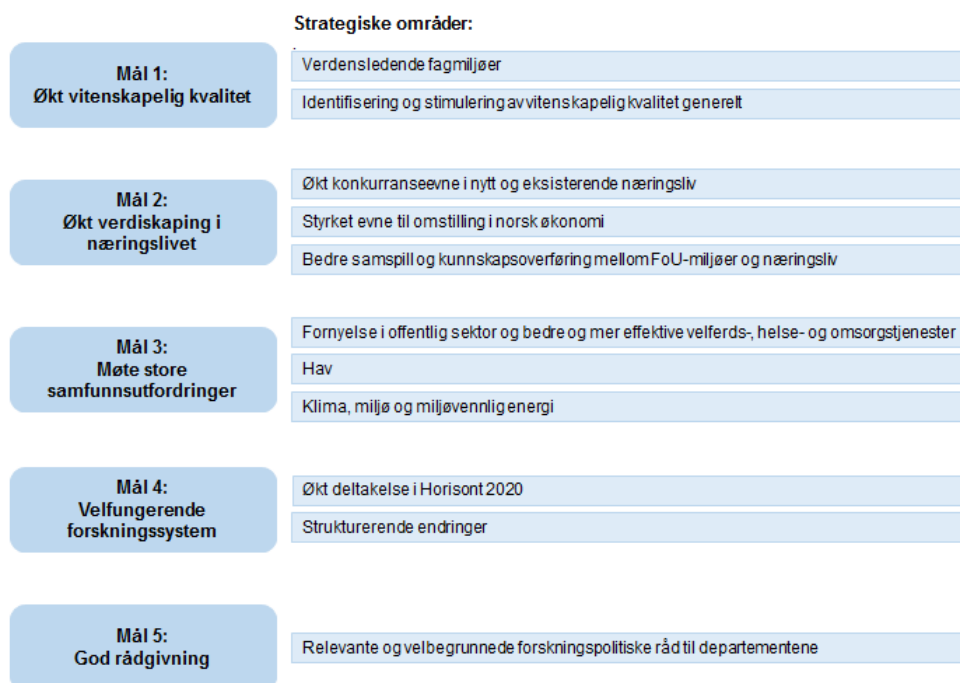 Strategiske områder:
Mål 1:
Økt vitenskapelig kvalitet
Verdensledende fagmiljøer
Identifisering og stimulering av vitenskapelig kvalitet generelt
Mål 2:
Økt verdiskaping i
næringslivet
Økt konkurranseevne i nytt og eksisterende næringsliv
Styrket evne til omstilling i norsk økonomi
Bedre samspill og kunnskapsoverføring mellom FoU-miljøer og næringsliv
Mål 3:
Møte store
samfunnsutfordringer
Fornyelse i offentlig sektor og bedre og mer effektive velferds-, helse- og omsorgstjenester
Hav
Klima, miljø og miljøvennlig energi
Mål 4:
Velfungerende
forskningssystem
Økt deltakelse i Horisont 2020
Strukturerende endringer
Mål 5:
God rådgivning
Relevante og velbegrunnede forskningspolitiske råd til departementene